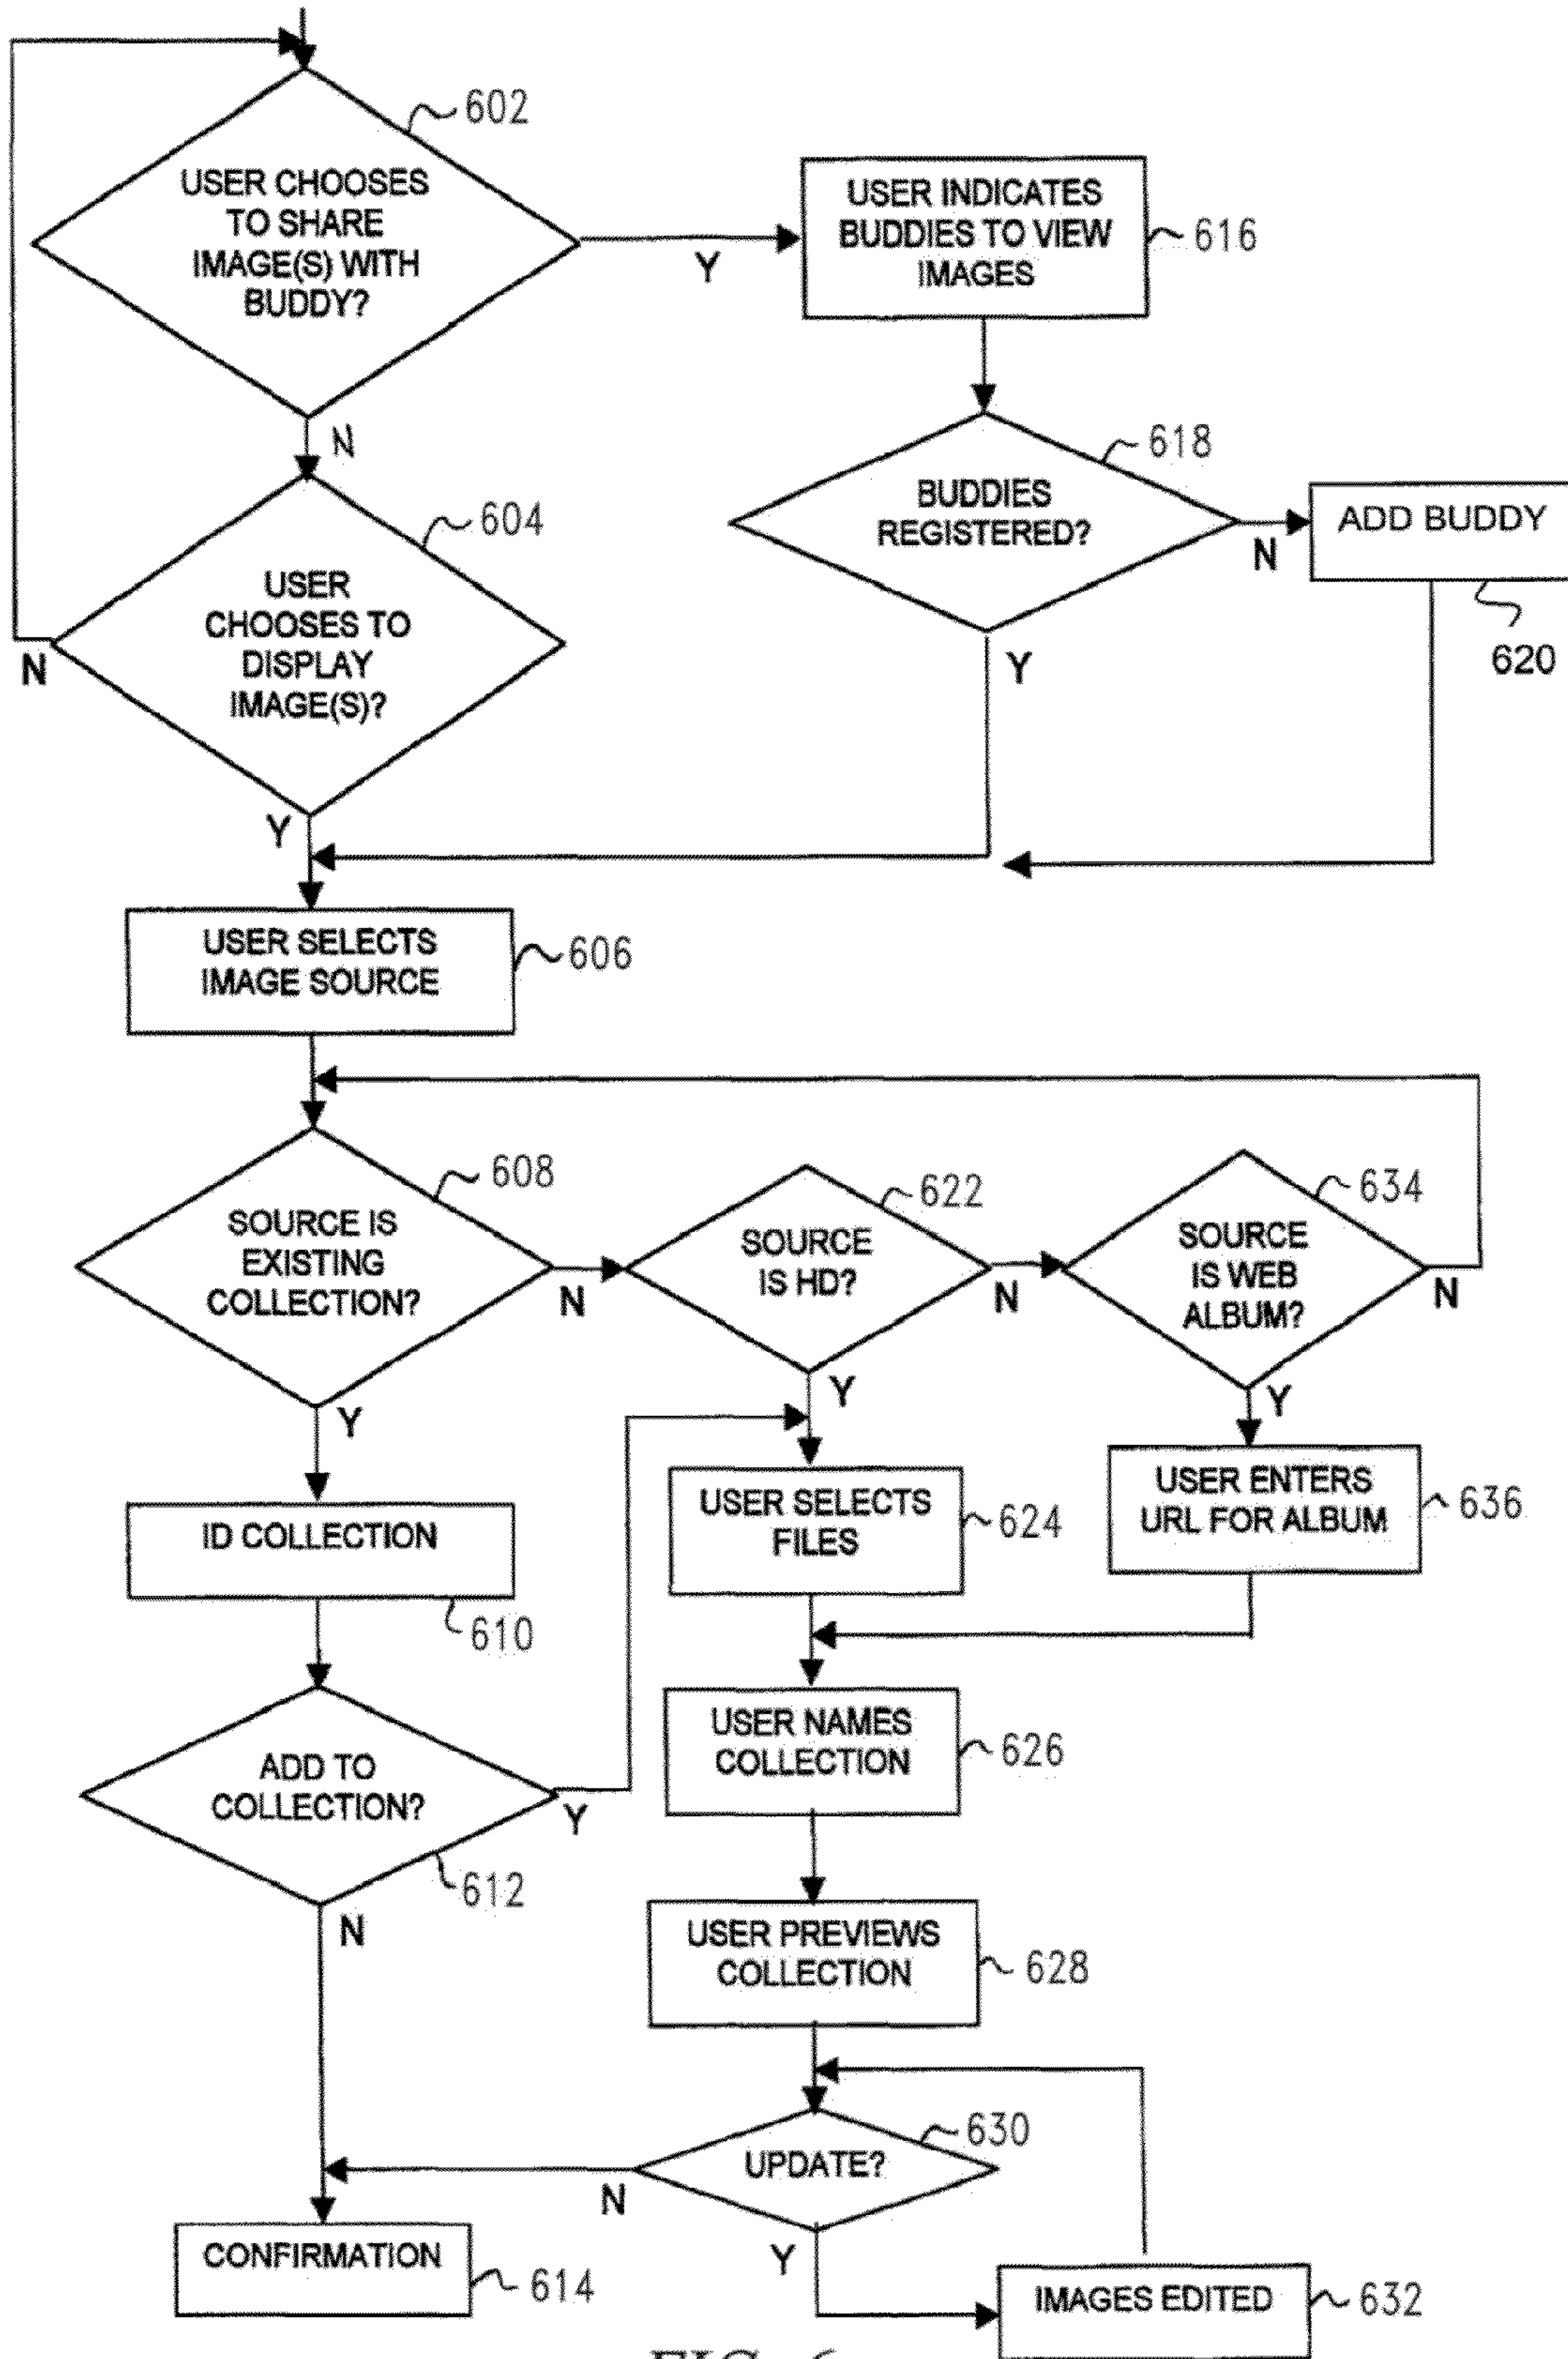 602
USER CHOOSES
TO SHARE
IMAGE(S) WITH
BUDDY?
Y
N
USER INDICATES
BUDDIES TO VIEW
IMAGES
616
618
BUDDIES
REGISTERED?
N
Y
ADD BUDDY
620
604
USER
CHOOSES TO
DISPLAY
IMAGE(S)?
N
Y
USER SELECTS
IMAGE SOURCE
606
608
SOURCE IS
EXISTING
COLLECTION?
N
Y
622
SOURCE
IS HD?
N
Y
634
SOURCE
IS WEB
ALBUM?
N
Y
ID COLLECTION
610
USER SELECTS
FILES
624
USER ENTERS
URL FOR ALBUM
636
ADD TO
COLLECTION?
Y
612
N
USER NAMES
COLLECTION
626
USER PREVIEWS
COLLECTION
628
630
UPDATE?
N
Y
CONFIRMATION
614
IMAGES EDITED
632